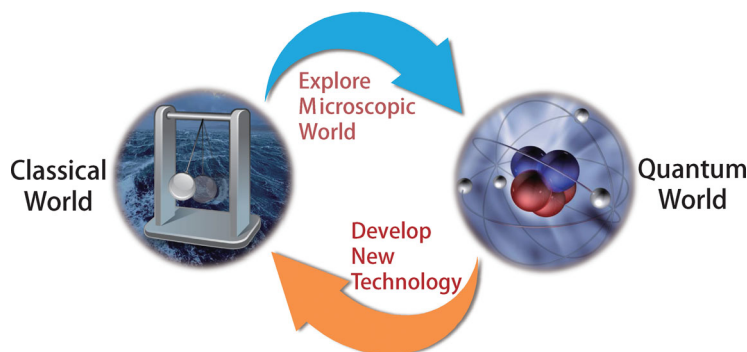 Explore
Microscopic
World
Classical
World
Quantum
World
Develop
New
Technology